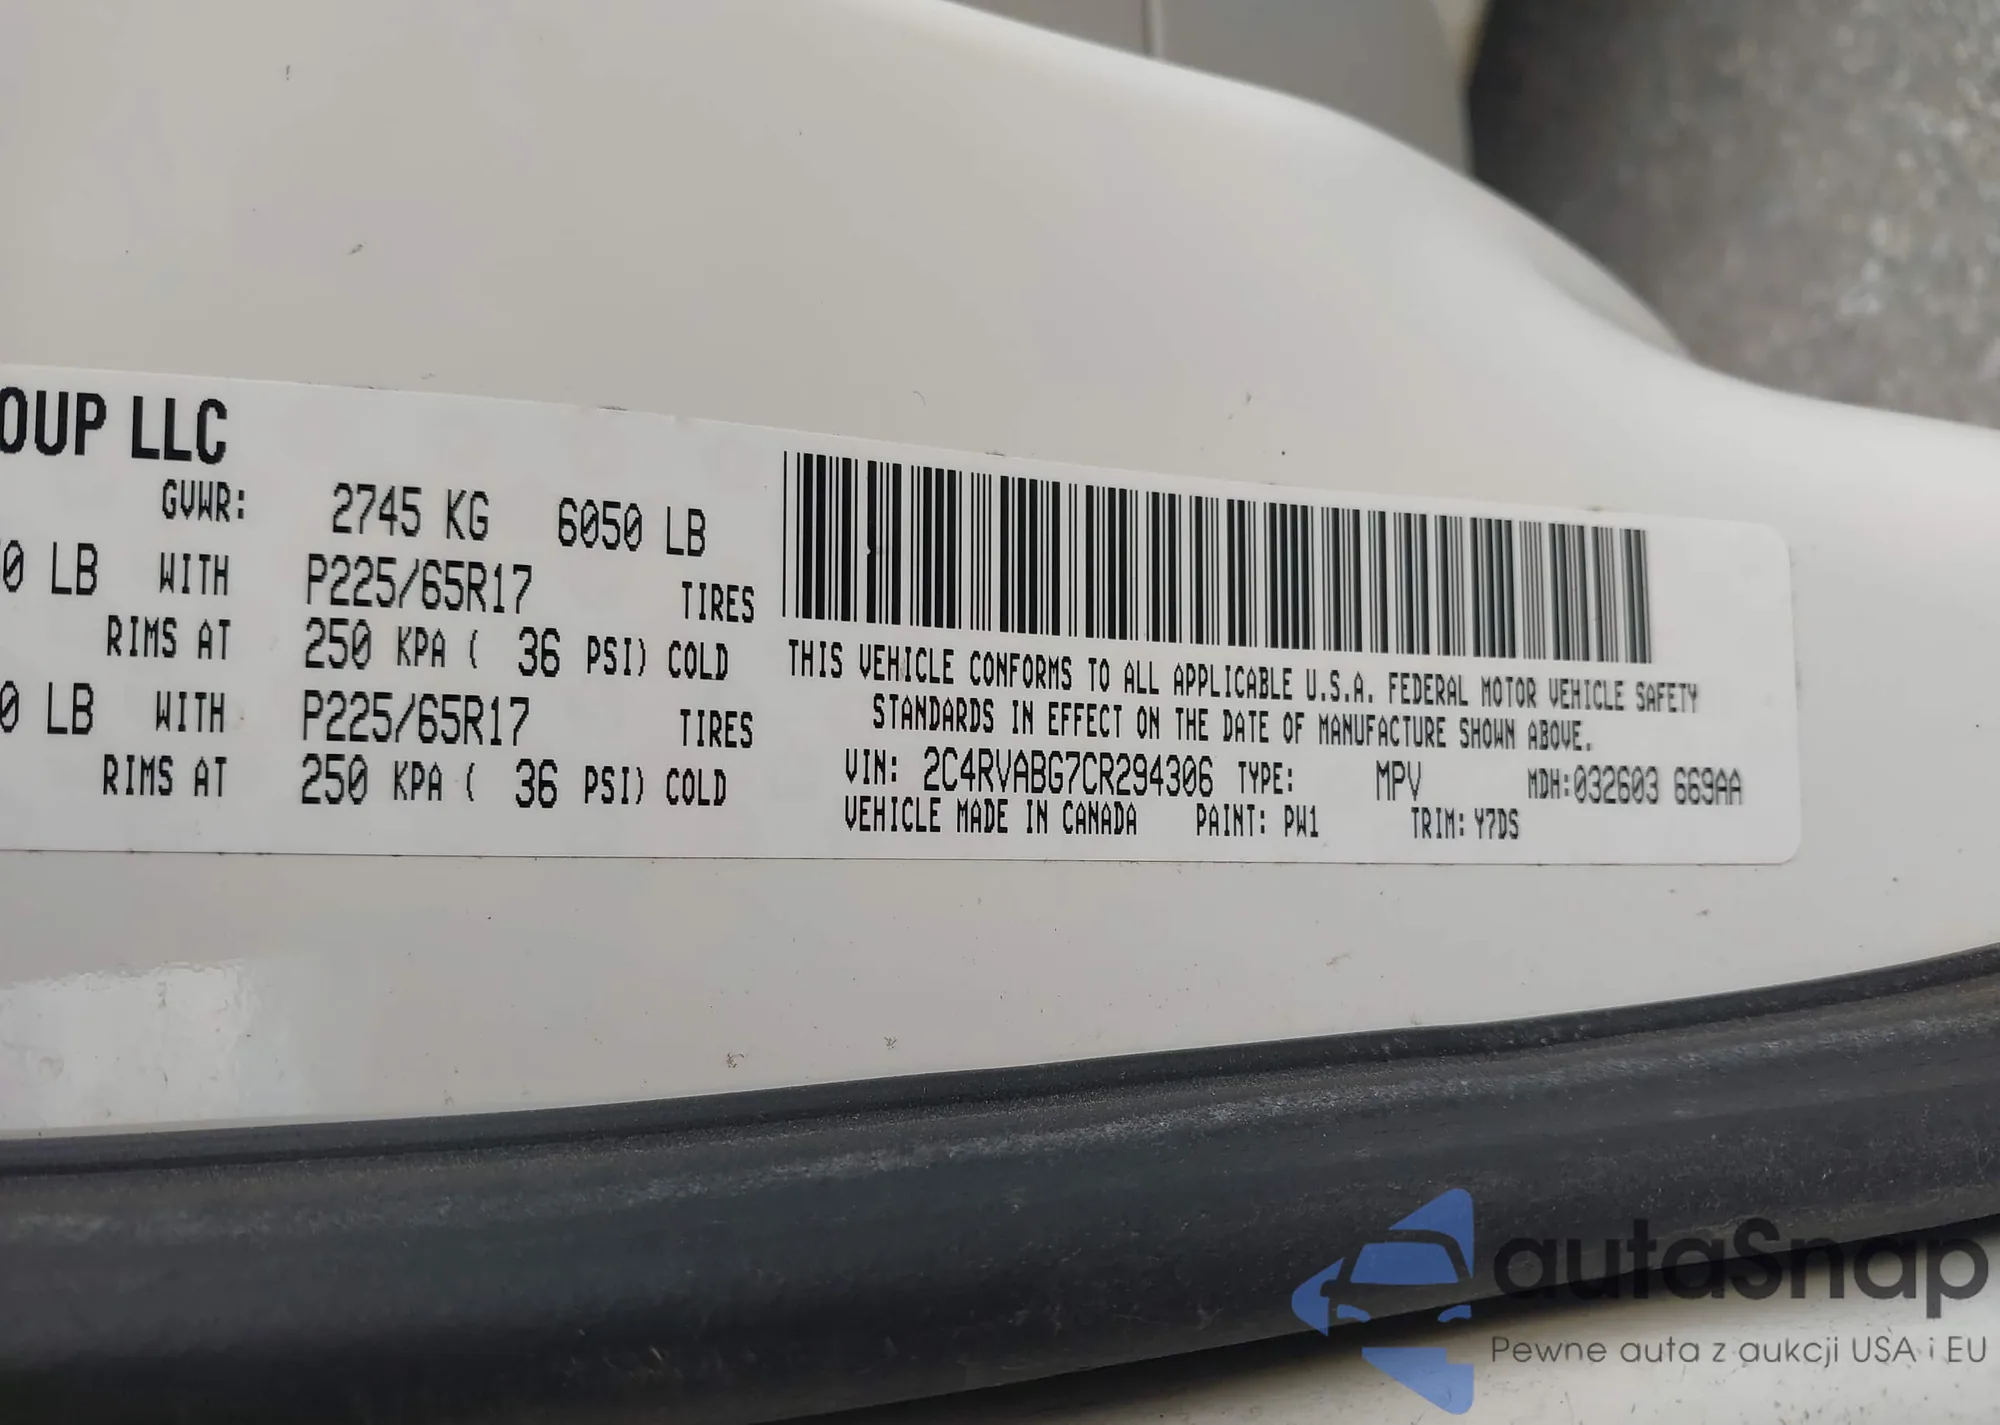 OUP LLC
GVWR: 2745 KG 6050 LB
0 LB WITH P225/65R17 TIRES
RIMS AT 250 KPA ( 36 PSI) COLD
0 LB WITH P225/65R17 TIRES
RIMS AT 250 KPA ( 36 PSI) COLD
THIS VEHICLE CONFORMS TO ALL APPLICABLE U.S.A. FEDERAL MOTOR VEHICLE SAFETY
STANDARDS IN EFFECT ON THE DATE OF MANUFACTURE SHOWN ABOVE.
VIN: 2C4RVABG7CR294306 TYPE: MPV MDH:032603 669AA
VEHICLE MADE IN CANADA PAINT: PW1 TRIM: Y7DS
autaSnap
Pewne auta z aukcji USA i EU